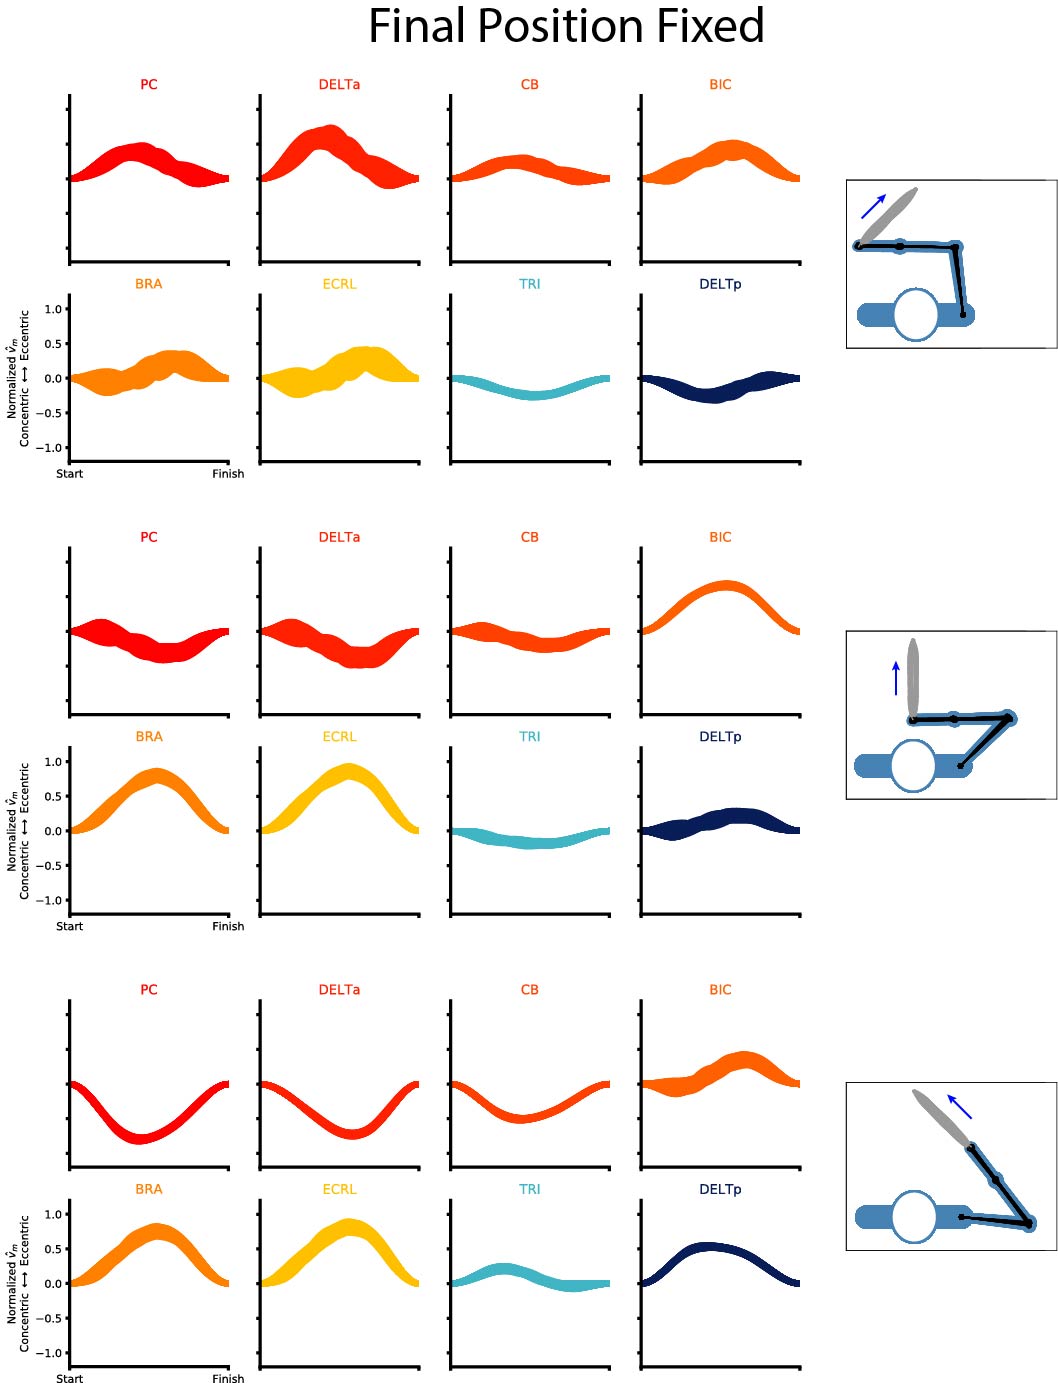 Final Position Fixed
PC DELTa CB BIC
BRA ECRL TRI DELTp
1.0
0.5
0.0
−0.5
−1.0
Normalized v̂ₘ
Concentric ⟷ Eccentric
Start Finish
PC DELTa CB BIC
BRA ECRL TRI DELTp
1.0
0.5
0.0
−0.5
−1.0
Normalized v̂ₘ
Concentric ⟷ Eccentric
Start Finish
PC DELTa CB BIC
BRA ECRL TRI DELTp
1.0
0.5
0.0
−0.5
−1.0
Normalized v̂ₘ
Concentric ⟷ Eccentric
Start Finish